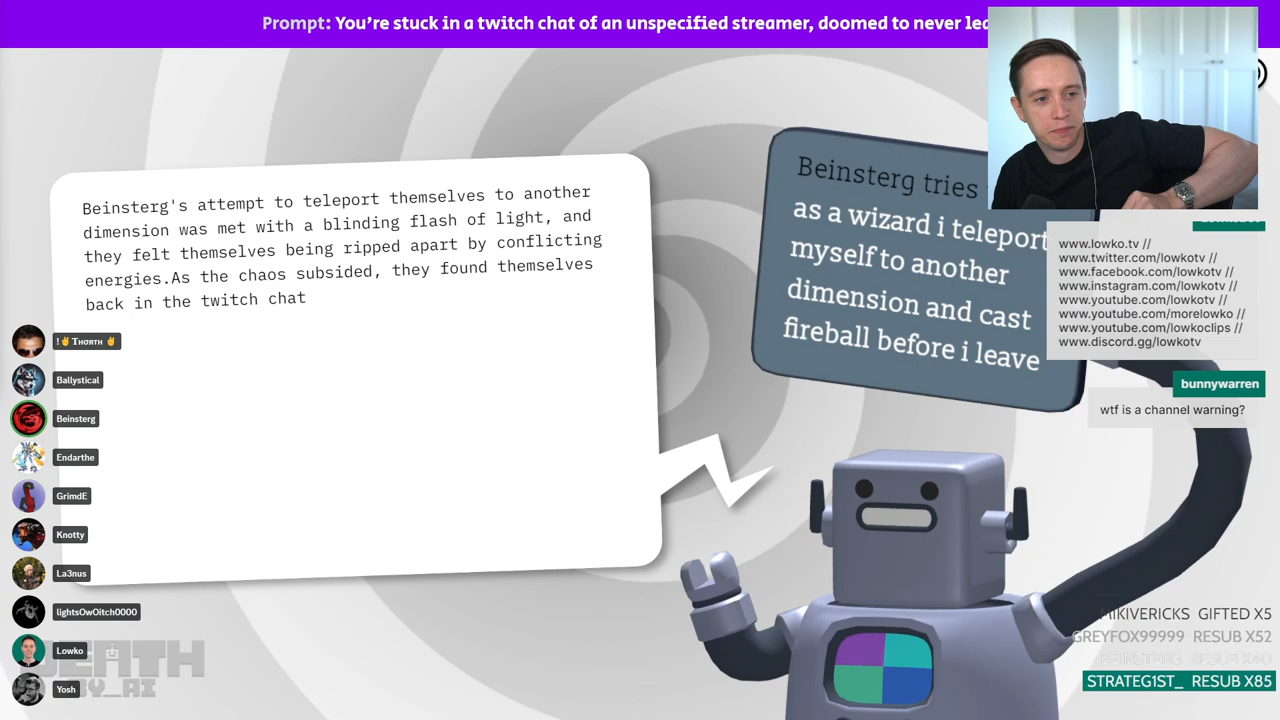 Prompt: You're stuck in a twitch chat of an unspecified streamer, doomed to never
Beinsterg's attempt to teleport themselves to another
dimension was met with a blinding flash of light, and
they felt themselves being ripped apart by conflicting
energies.As the chaos subsided, they found themselves
back in the twitch chat
Beinsterg tries
as a wizard i teleport
myself to another
dimension and cast
fireball before i leave
www.lowko.tv //
www.twitter.com/lowkotv //
www.facebook.com/lowkotv //
www.instagram.com/lowkotv //
www.youtube.com/lowkotv //
www.youtube.com/morelowko //
www.youtube.com/lowkoclips //
www.discord.gg/lowkotv
bunnywarren
wtf is a channel warning?
!✌Tʜσʀтʜ ✌
Ballystical
Beinsterg
Endarthe
GrimdE
Knotty
La3nus
lightsOwOitch0000
Lowko
Yosh
DEATH
BY_AI
MIKIVERICKS GIFTED X5
GREYFOX99999 RESUB X52
BEINSTERG RESUB X40
STRATEG1ST_ RESUB X85